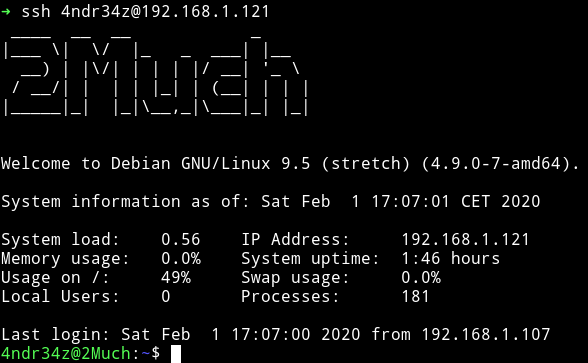 ➜ ssh 4ndr34z@192.168.1.121
2Much
Welcome to Debian GNU/Linux 9.5 (stretch) (4.9.0-7-amd64).
System information as of: Sat Feb  1 17:07:01 CET 2020
System load:    0.56    IP Address:     192.168.1.121
Memory usage:   0.0%    System uptime:  1:46 hours
Usage on /:     49%     Swap usage:     0.0%
Local Users:    0       Processes:      181
Last login: Sat Feb  1 17:07:00 2020 from 192.168.1.107
4ndr34z@2Much:~$